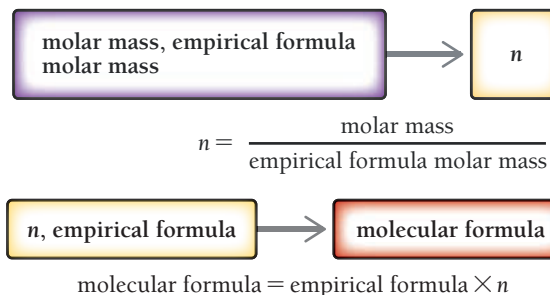 molar mass, empirical formula
molar mass
n
n = molar mass
empirical formula molar mass
n, empirical formula
molecular formula
molecular formula = empirical formula × n